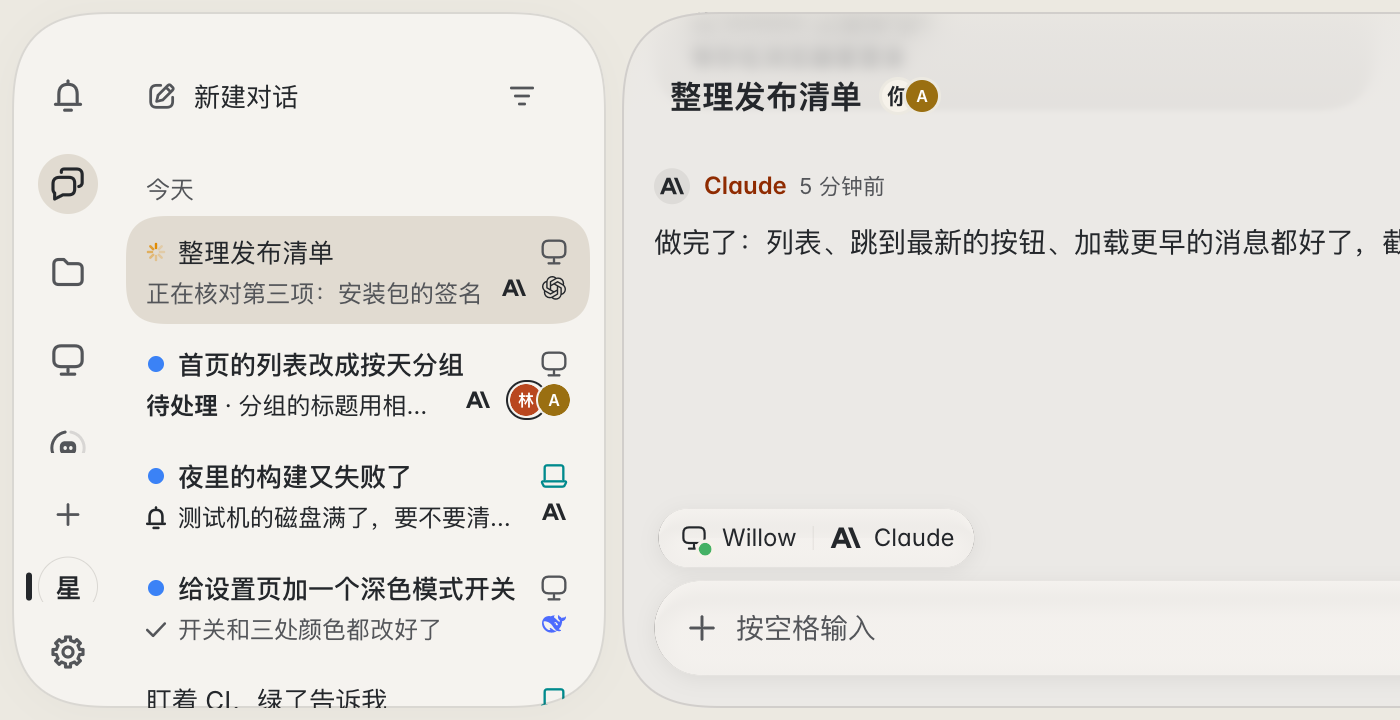 新建对话
今天
整理发布清单
正在核对第三项：安装包的签名
首页的列表改成按天分组
待处理 · 分组的标题用相...
林 A
夜里的构建又失败了
测试机的磁盘满了，要不要清...
给设置页加一个深色模式开关
开关和三处颜色都改好了
盯着 CI，绿了告诉我
星
整理发布清单 你 A
Claude 5 分钟前
做完了：列表、跳到最新的按钮、加载更早的消息都好了，
Willow Claude
按空格输入